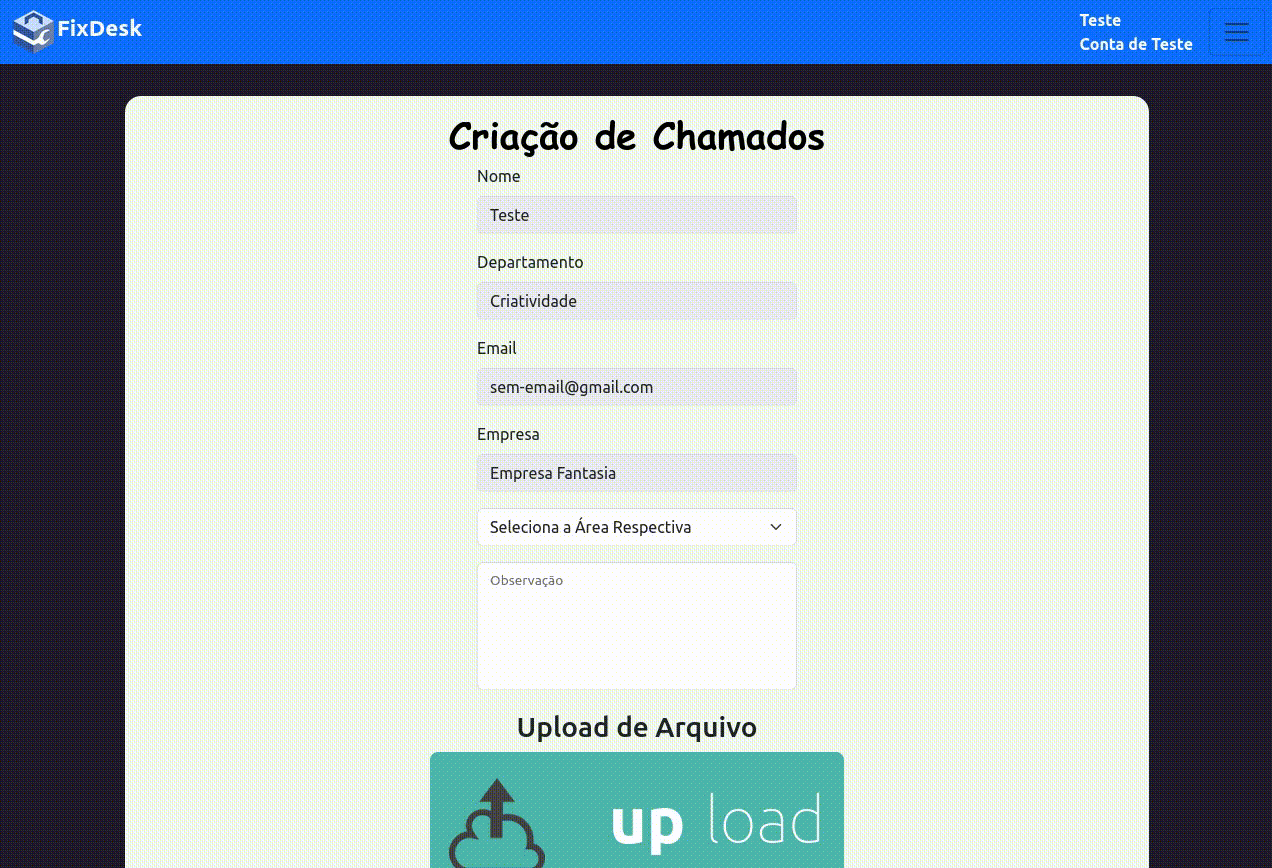 FixDesk
Teste
Conta de Teste
Criação de Chamados
Nome
Teste
Departamento
Criatividade
Email
sem-email@gmail.com
Empresa
Empresa Fantasia
Seleciona a Área Respectiva
Observação
Upload de Arquivo
up load